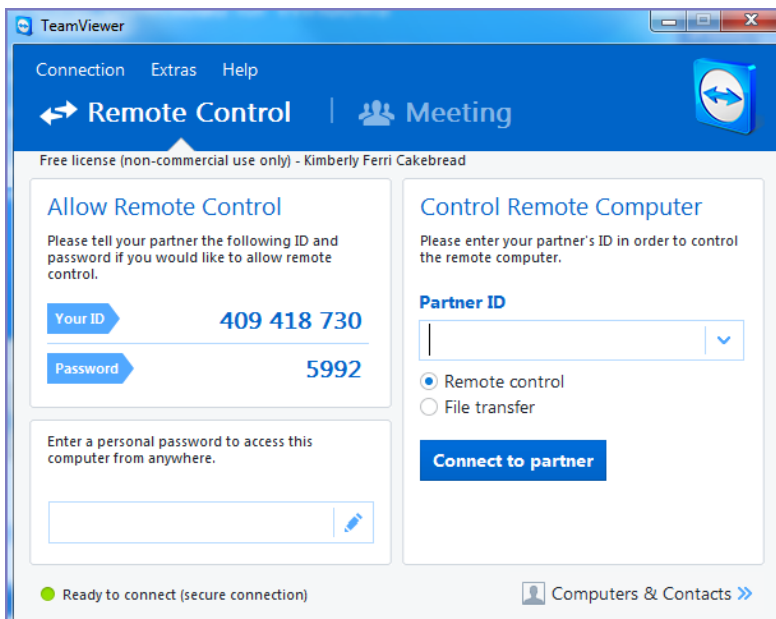 TeamViewer
Connection Extras Help
Remote Control
Meeting
Free license (non-commercial use only) - Kimberly Ferri Cakebread
Allow Remote Control
Please tell your partner the following ID and
password if you would like to allow remote
control.
Your ID 409 418 730
Password 5992
Enter a personal password to access this
computer from anywhere.
Control Remote Computer
Please enter your partner's ID in order to control
the remote computer.
Partner ID
Remote control
File transfer
Connect to partner
Ready to connect (secure connection)
Computers & Contacts